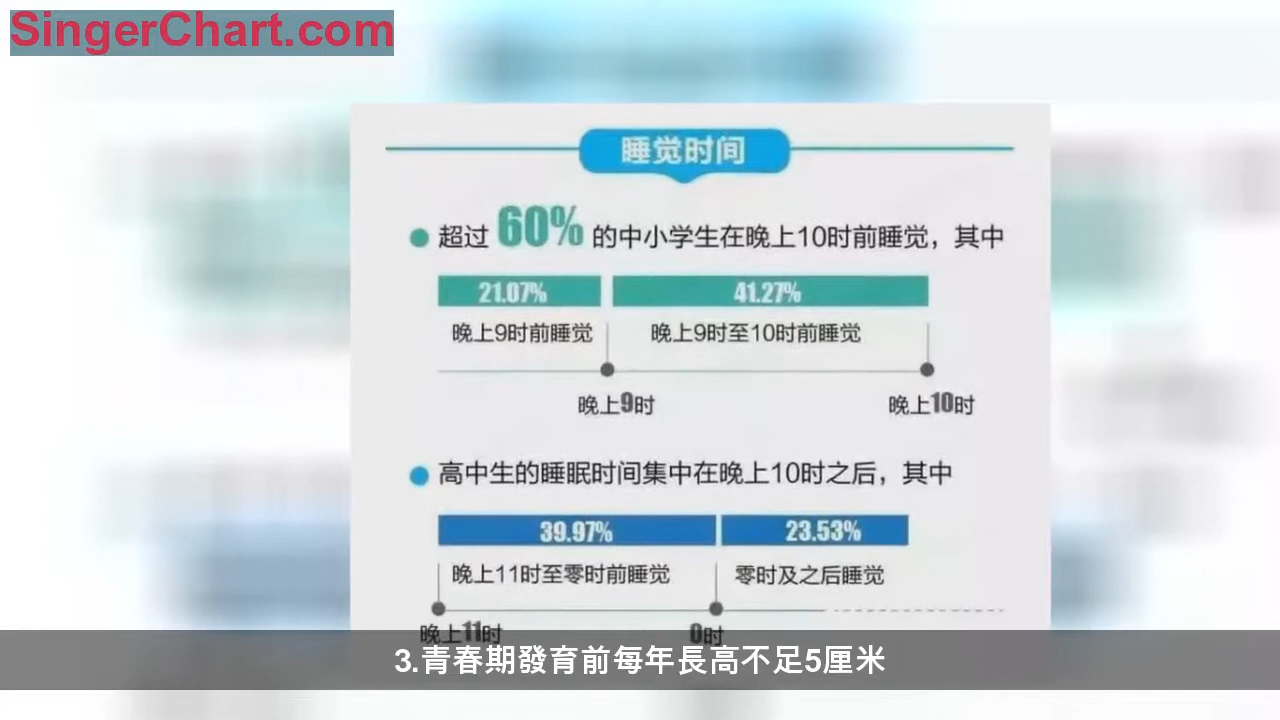 SingerChart.com
睡觉时间
超过 60% 的中小学生在晚上10时前睡觉，其中
21.07% 41.27%
晚上9时前睡觉 晚上9时至10时前睡觉
晚上9时 晚上10时
高中生的睡眠时间集中在晚上10时之后，其中
39.97% 23.53%
晚上11时至零时前睡觉 零时及之后睡觉
晚上11时 0时
3.青春期發育前每年長高不足5厘米